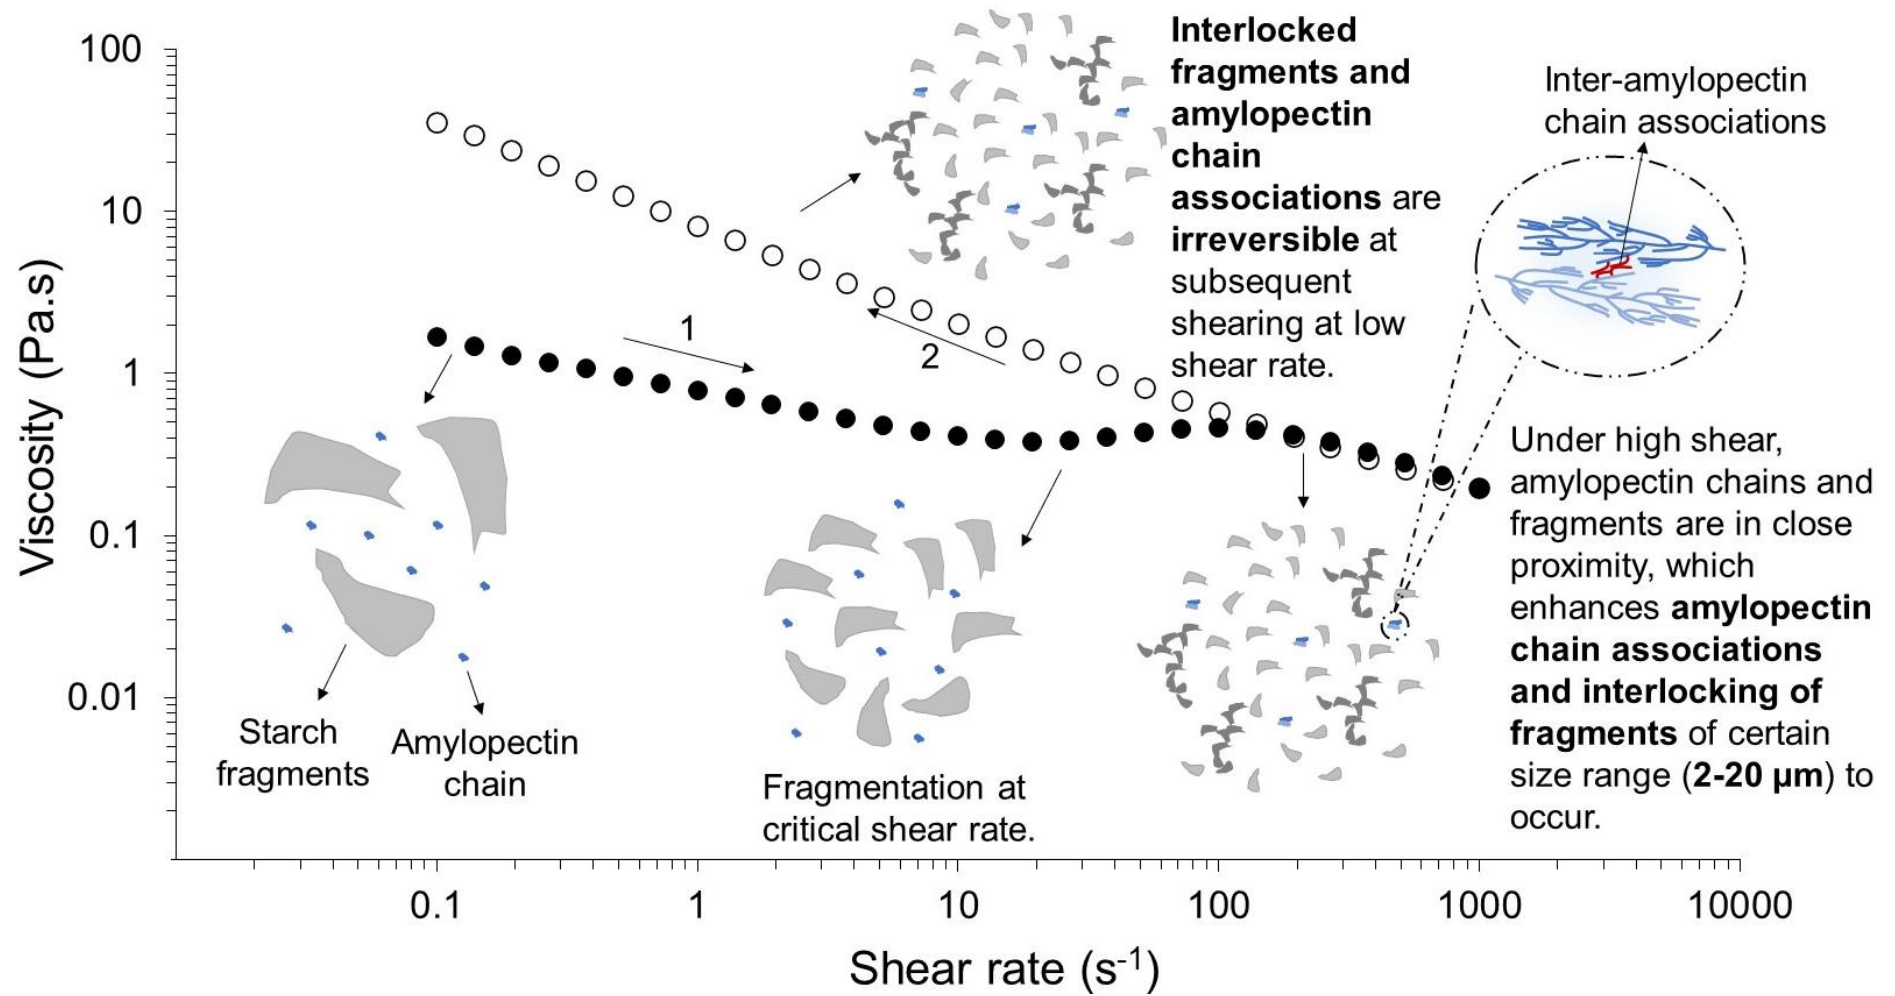 Viscosity (Pa.s)
100
10
1
0.1
0.01
0.1
1
10
100
1000
10000
Shear rate (s⁻¹)
1
2
Starch
fragments
Amylopectin
chain
Fragmentation at
critical shear rate.
Interlocked
fragments and
amylopectin
chain
associations are
irreversible at
subsequent
shearing at low
shear rate.
Inter-amylopectin
chain associations
Under high shear,
amylopectin chains and
fragments are in close
proximity, which
enhances amylopectin
chain associations
and interlocking of
fragments of certain
size range (2-20 µm) to
occur.